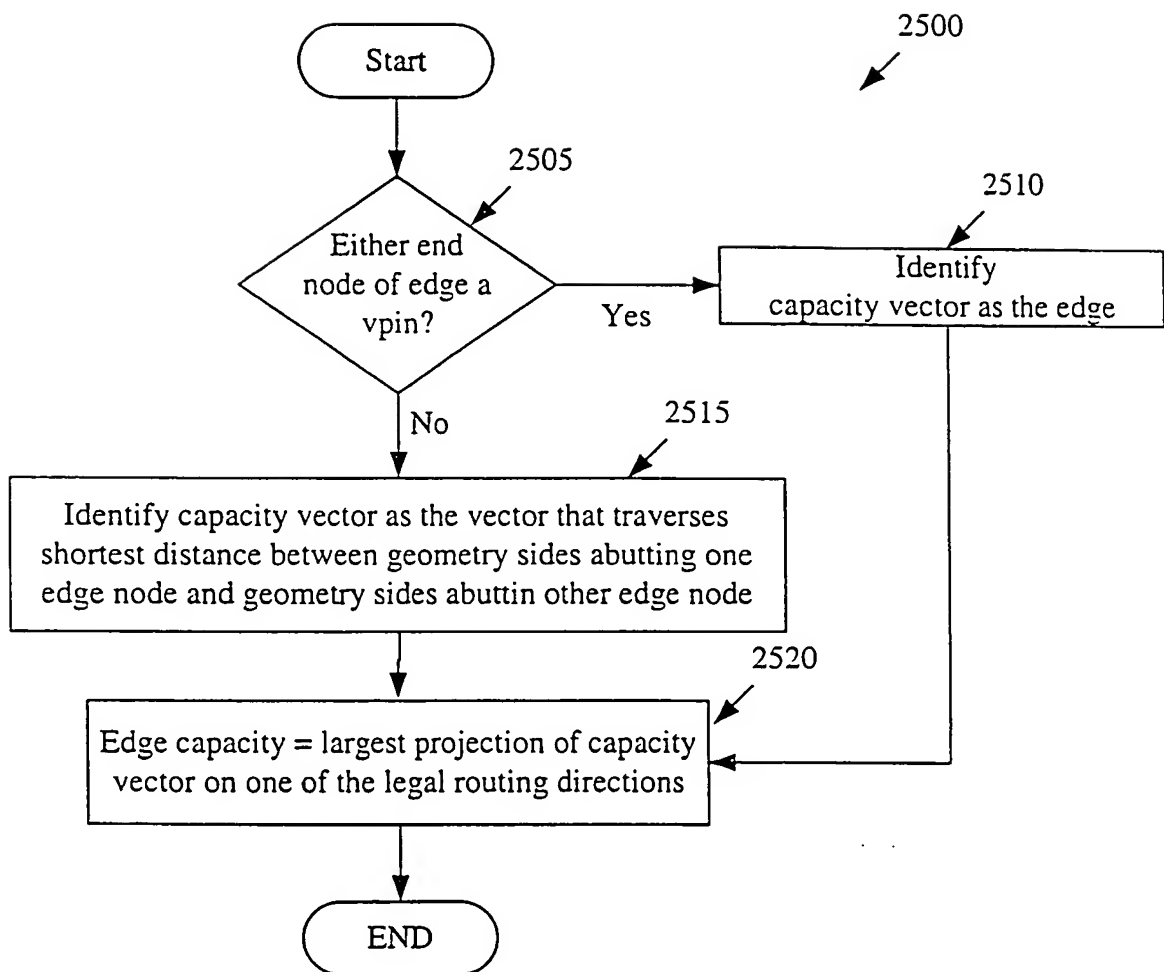 2500
Start
2505
Either end
node of edge a
vpin?
2510
Identify
capacity vector as the edge
Yes
No
2515
Identify capacity vector as the vector that traverses
shortest distance between geometry sides abutting one
edge node and geometry sides abuttin other edge node
2520
Edge capacity = largest projection of capacity
vector on one of the legal routing directions
END